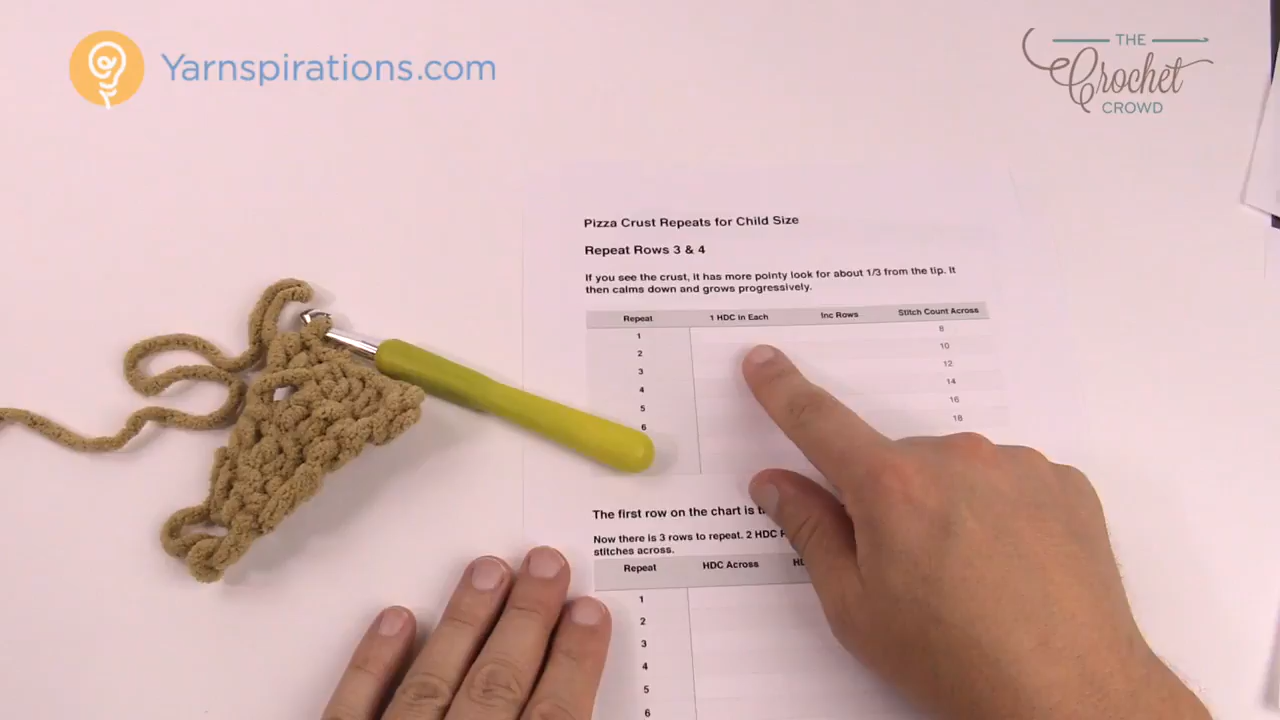 Yarnspirations.com
THE
Crochet
CROWD
Pizza Crust Repeats for Child Size
Repeat Rows 3 & 4
If you see the crust, it has more pointy look for about 1/3 from the tip. It
then calms down and grows progressively.
Repeat 1 HDC in Each Inc Rows Stitch Count Across
1 8
2 10
3 12
4 14
5 16
6 18
The first row on the chart is
Now there is 3 rows to repeat. 2 HDC
stitches across.
Repeat HDC Across
1
2
3
4
5
6